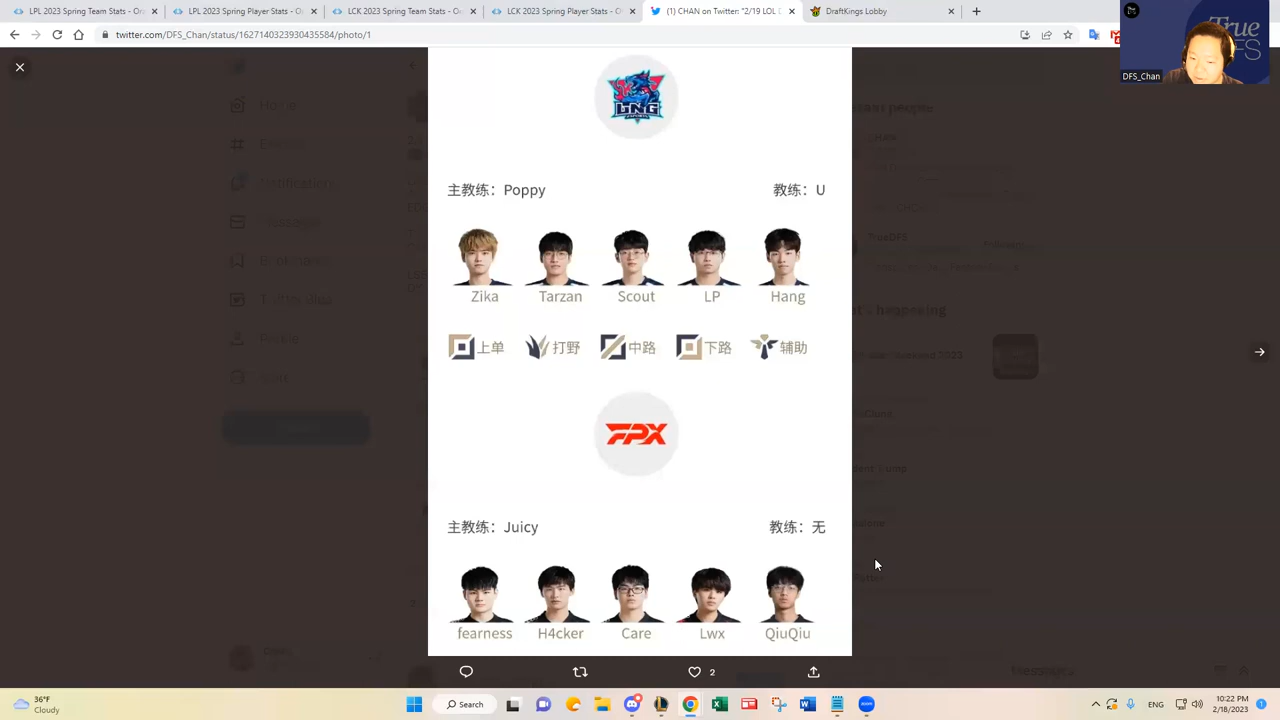 LPL 2023 Spring Team Stats - O
LPL 2023 Spring Player Stats - C
LCK 2023 Spring Team Stats - O
LCK 2023 Spring Player Stats - C
(1) CHAN on Twitter: "2/19 LOL
DraftKings Lobby
twitter.com/DFS_Chan/status/1627140323930435584/photo/1
True
DFS_Chan
LNG
ESPORTS
主教练：Poppy
教练：U
Zika
Tarzan
Scout
LP
Hang
上单
打野
中路
下路
辅助
FPX
主教练：Juicy
教练：无
fearness
H4cker
Care
Lwx
QiuQiu
2
36°F
Cloudy
Search
ENG
10:22 PM
2/18/2023